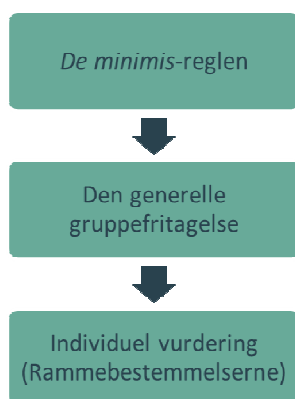 De minimis-reglen
Den generelle
gruppefritagelse
Individuel vurdering
(Rammebestemmelserne)